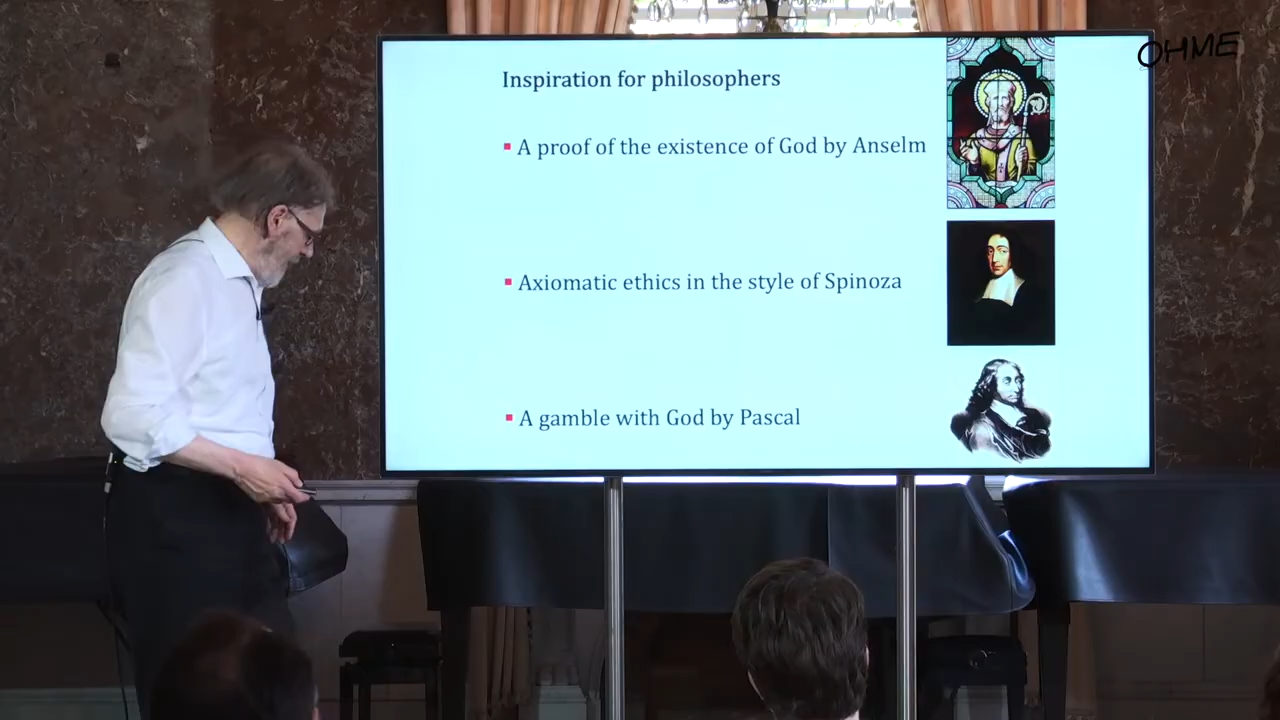 OHME
Inspiration for philosophers
▪ A proof of the existence of God by Anselm
▪ Axiomatic ethics in the style of Spinoza
▪ A gamble with God by Pascal